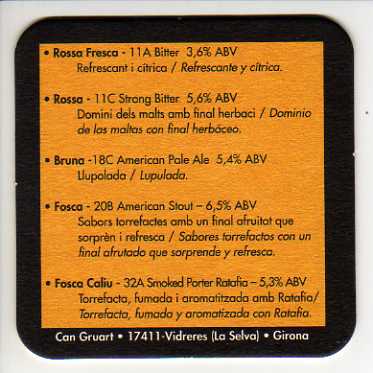 • Rossa Fresca - 11A Bitter 3,6% ABV
Refrescant i cítrica / Refrescante y cítrica.
• Rossa - 11C Strong Bitter 5,6% ABV
Domini dels malts amb final herbaci / Dominio
de las maltas con final herbáceo.
• Bruna -18C American Pale Ale 5,4% ABV
Llupolada / Lupulada.
• Fosca - 20B American Stout – 6,5% ABV
Sabors torrefactes amb un final afruitat que
sorprèn i refresca / Sabores torrefactos con un
final afrutado que sorprende y refresca.
• Fosca Caliu - 32A Smoked Porter Ratafia – 5,3% ABV
Torrefacta, fumada i aromatitzada amb Ratafia/
Torrefacta, fumada y aromatizada con Ratafia.
Can Gruart • 17411-Vidreres (La Selva) • Girona